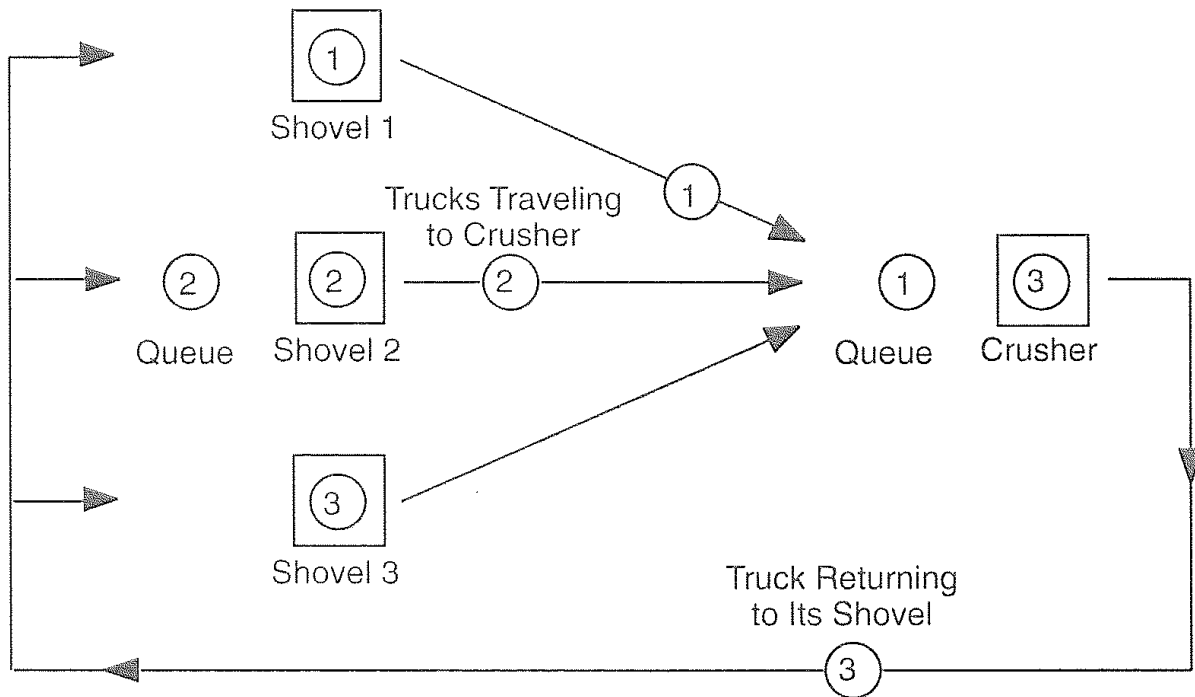 1
Shovel 1
1
Trucks Traveling
to Crusher
2
Queue
2
Shovel 2
2
1
Queue
3
Crusher
3
Shovel 3
Truck Returning
to Its Shovel
3